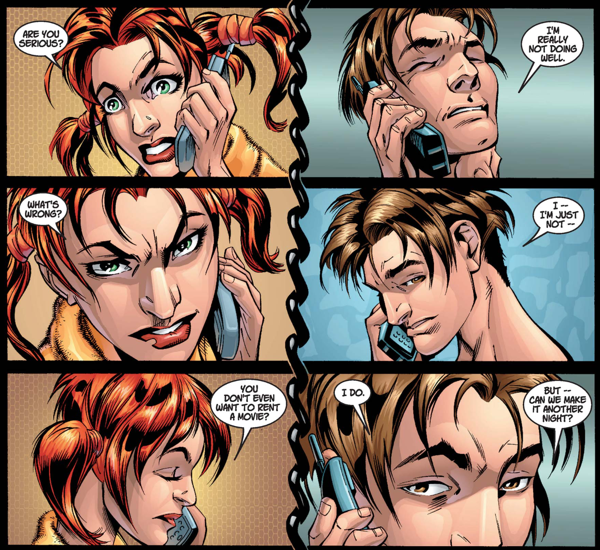 ARE YOU
SERIOUS?
I'M
REALLY
NOT DOING
WELL.
WHAT'S
WRONG?
I --
I'M JUST
NOT --
YOU
DON'T EVEN
WANT TO RENT
A MOVIE?
I DO.
BUT --
CAN WE MAKE
IT ANOTHER
NIGHT?